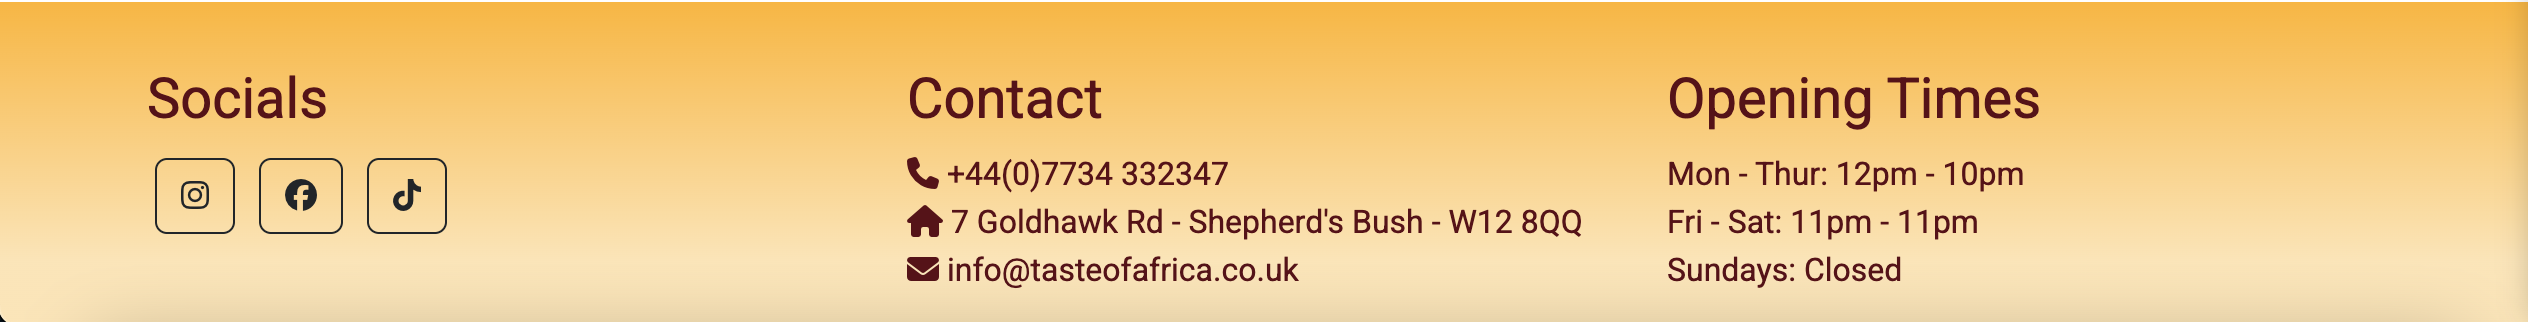 Socials
Contact
+44(0)7734 332347
7 Goldhawk Rd - Shepherd's Bush - W12 8QQ
info@tasteofafrica.co.uk
Opening Times
Mon - Thur: 12pm - 10pm
Fri - Sat: 11pm - 11pm
Sundays: Closed